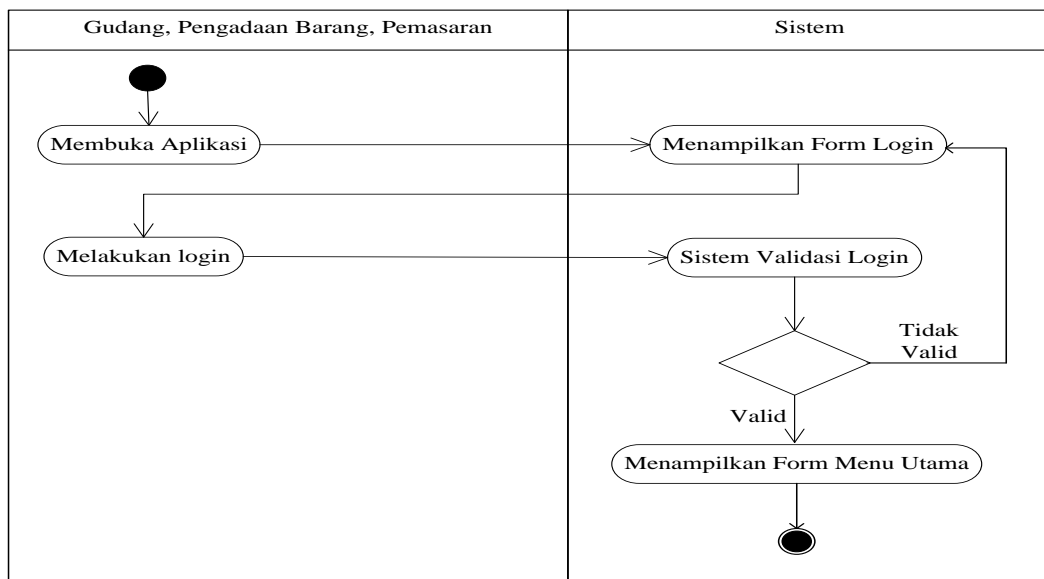 Gudang, Pengadaan Barang, Pemasaran
Sistem
Membuka Aplikasi
Menampilkan Form Login
Melakukan login
Sistem Validasi Login
Tidak
Valid
Valid
Menampilkan Form Menu Utama